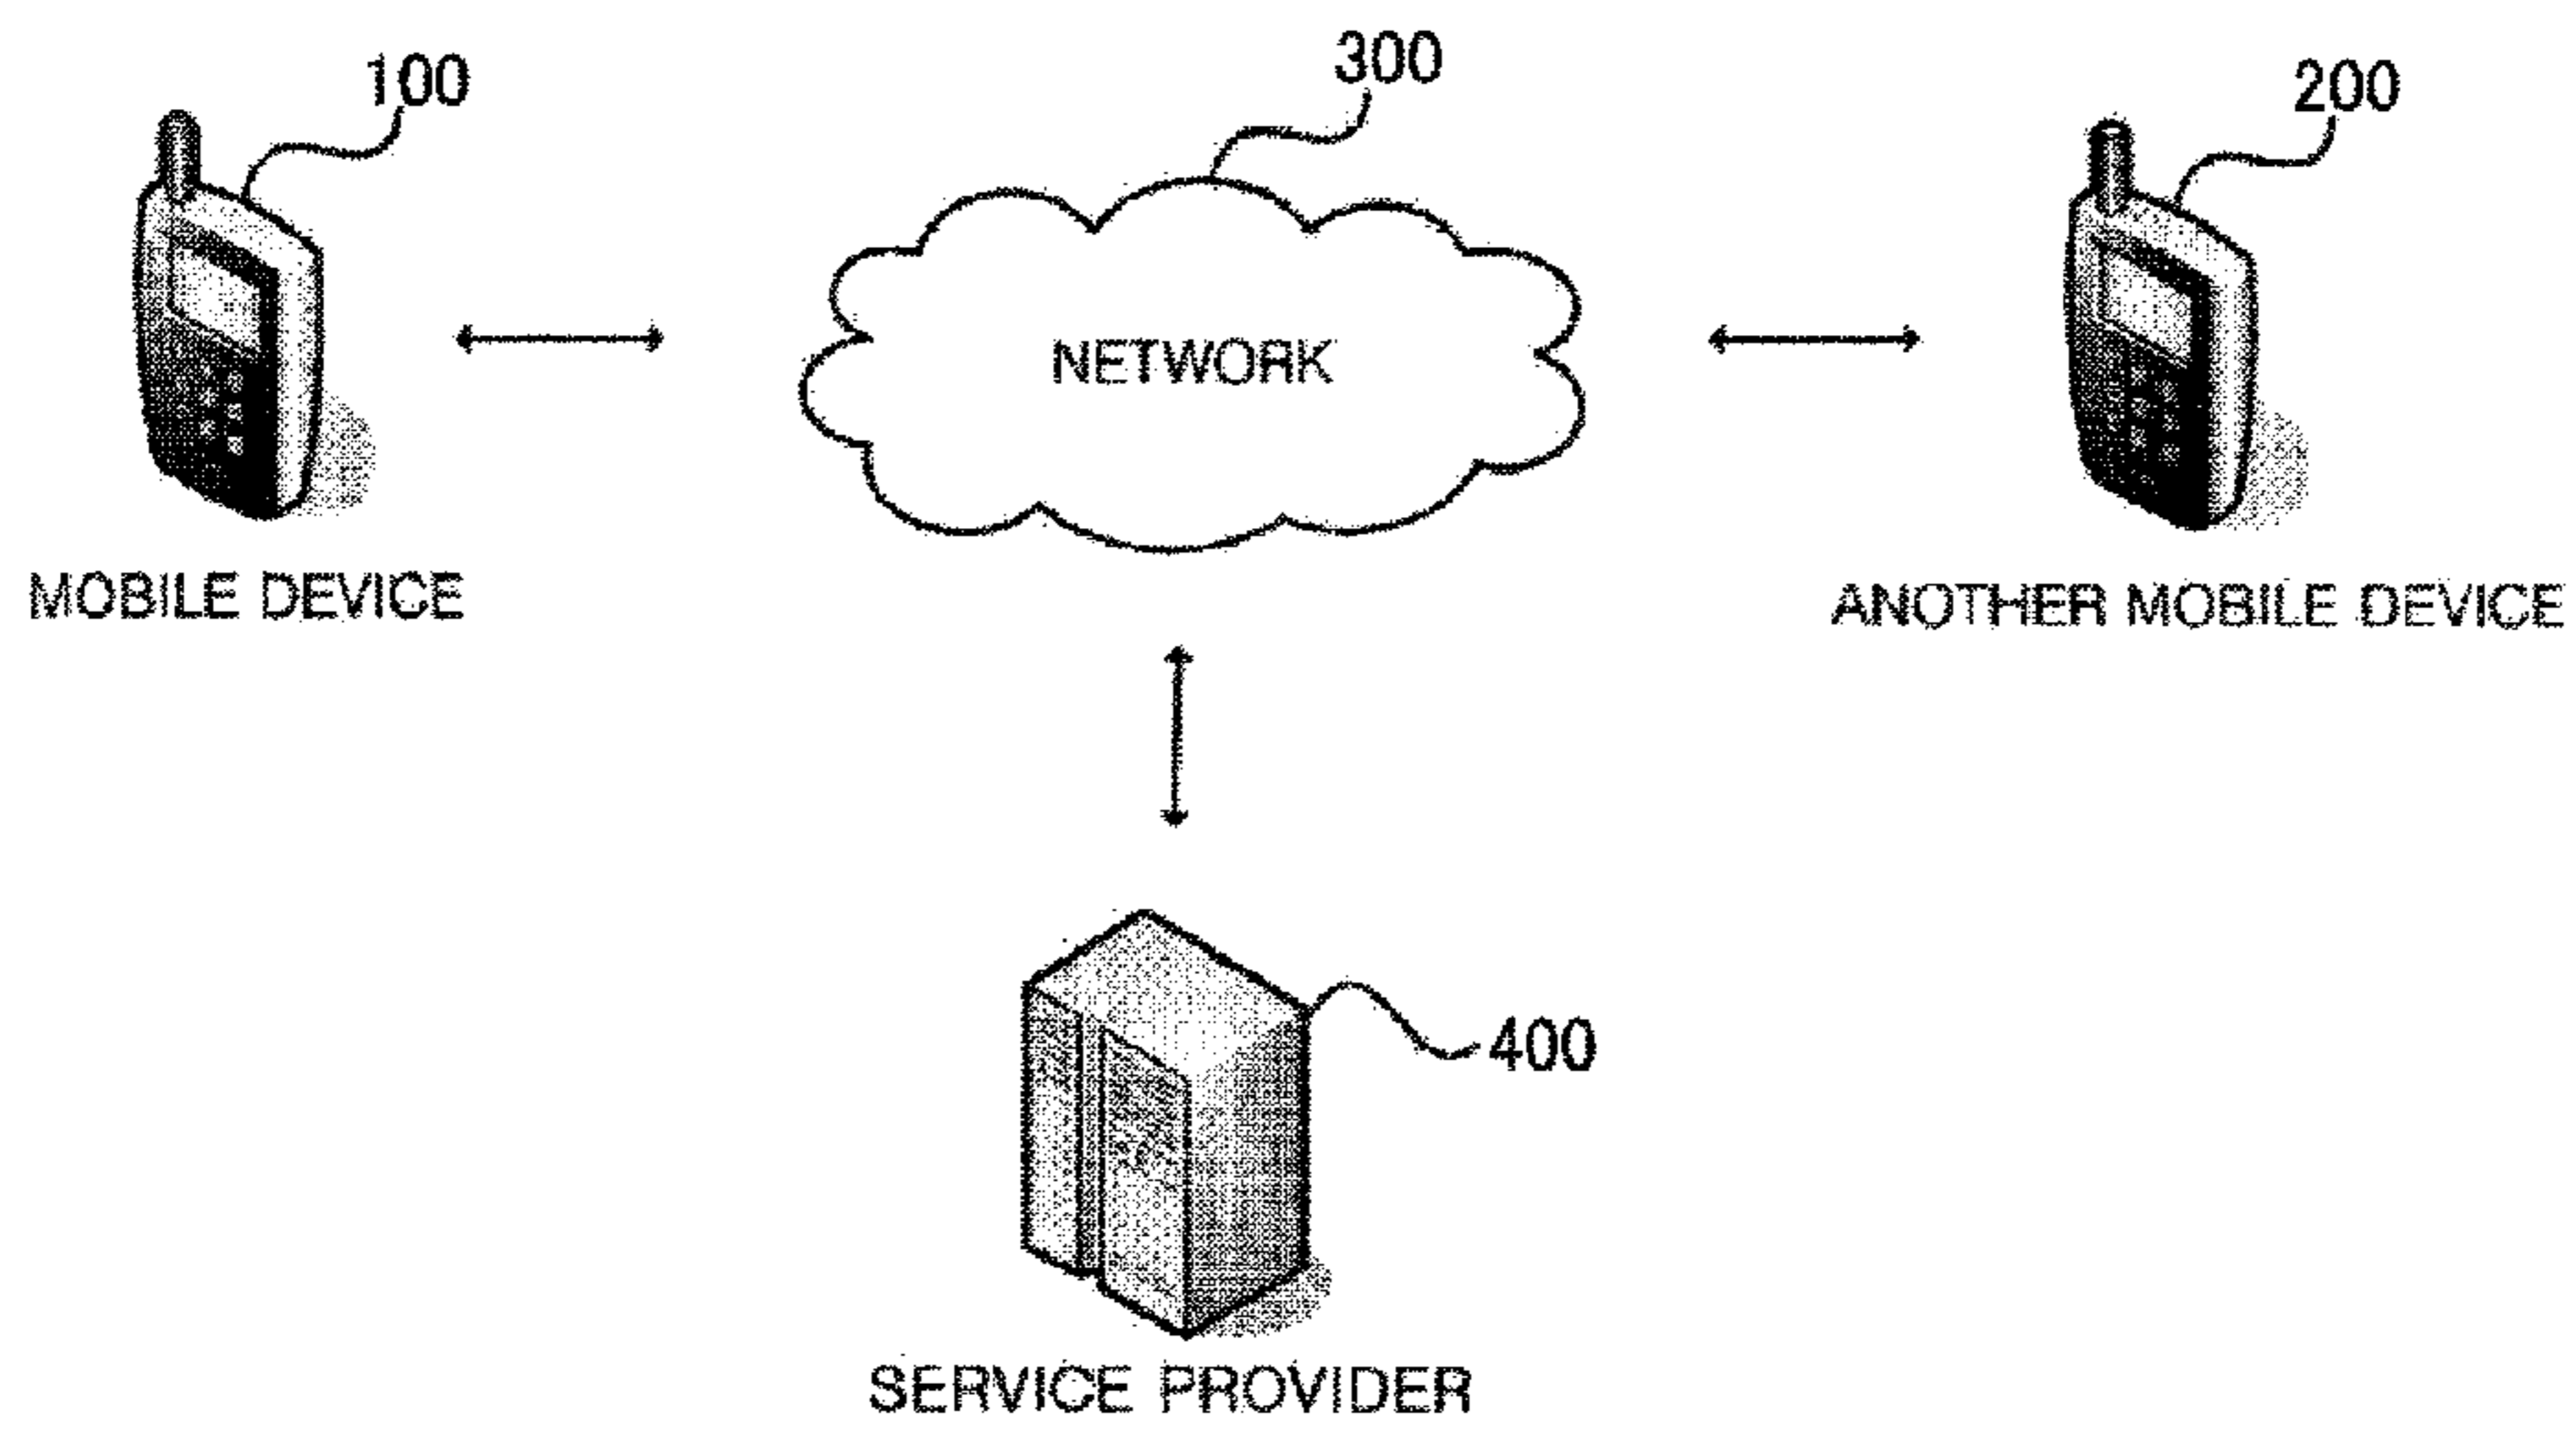 100
300
200
NETWORK
MOBILE DEVICE
ANOTHER MOBILE DEVICE
400
SERVICE PROVIDER